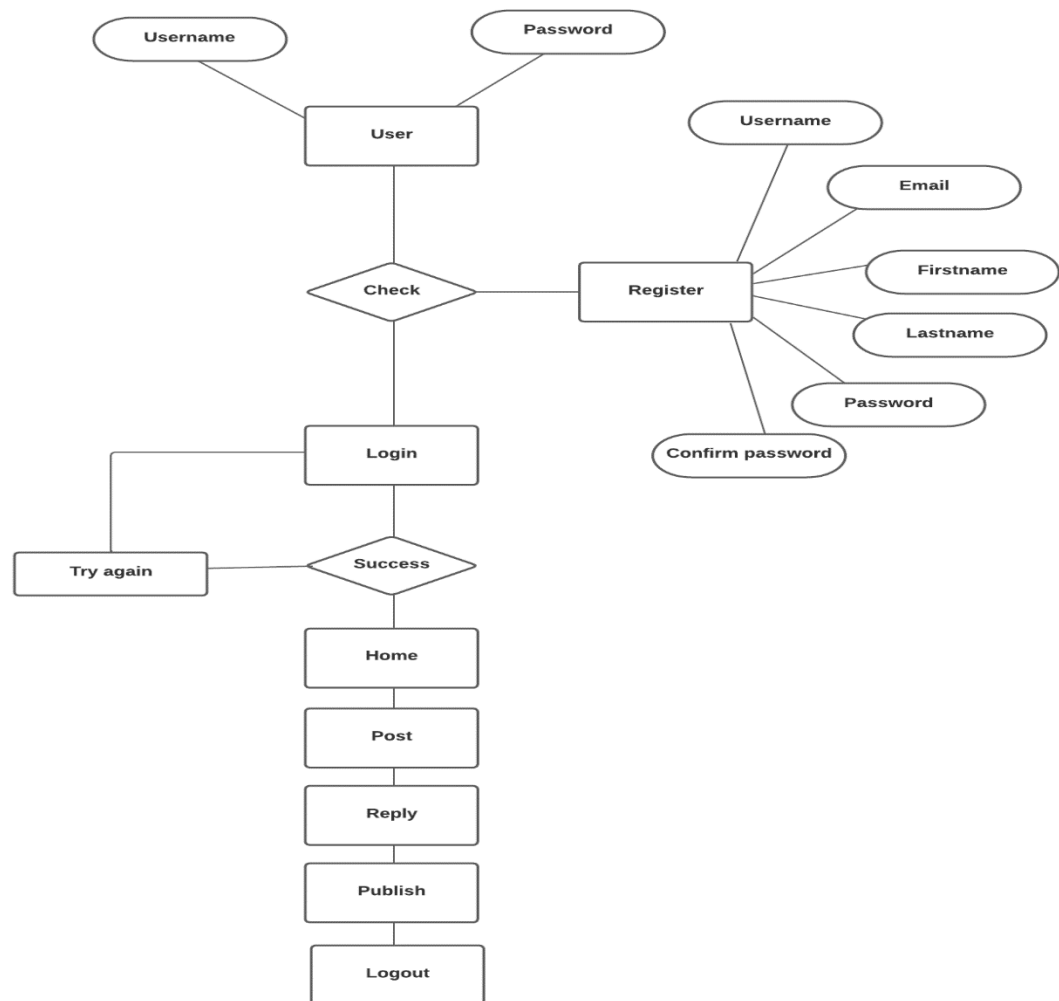 Username
Password
User
Username
Email
Check
Register
Firstname
Lastname
Password
Login
Confirm password
Try again
Success
Home
Post
Reply
Publish
Logout